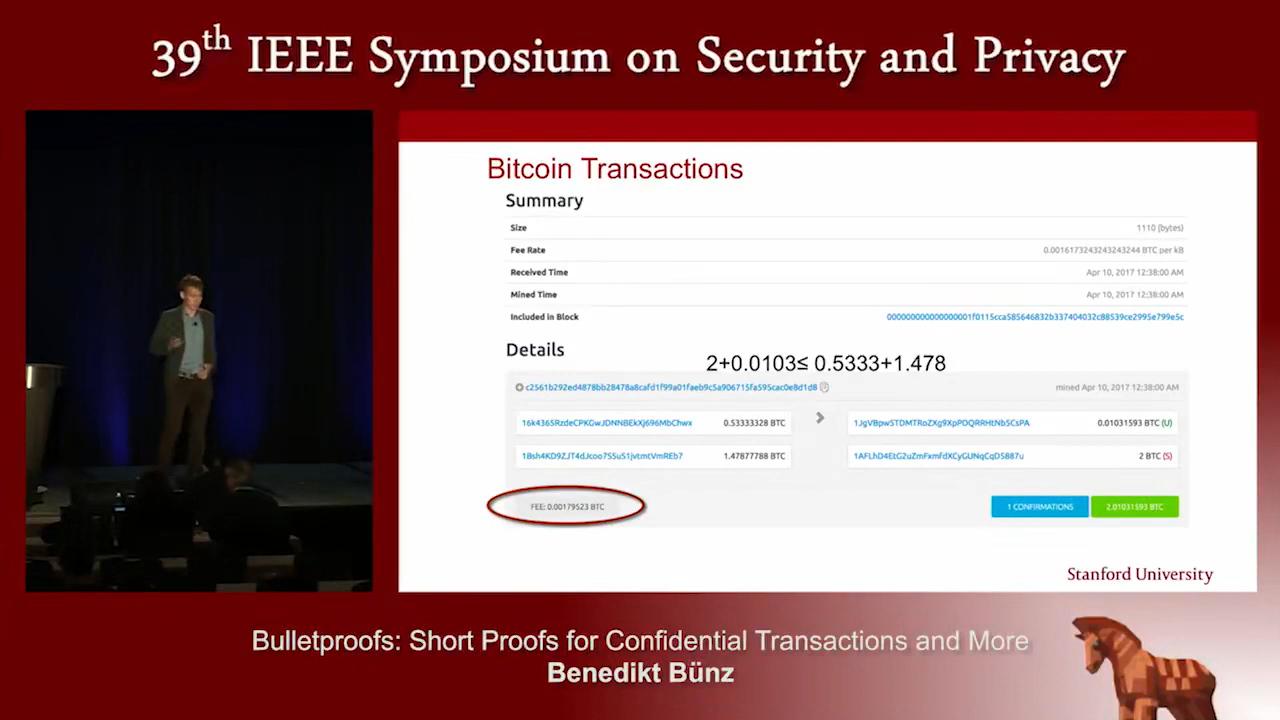 39th IEEE Symposium on Security and Privacy
Bitcoin Transactions
Summary
Size 1110 (bytes)
Fee Rate 0.0016173243243243244 BTC per kB
Received Time Apr 10, 2017 12:38:00 AM
Mined Time Apr 10, 2017 12:38:00 AM
Included in Block 000000000000000001f0115cca585646832b337404032c88539ce2995e799e5c
Details
2+0.0103≤ 0.5333+1.478
c2561b292ed4878bb28478a8cafd1f99a01faeb9c5a906715fa595cac0e8d1d8 mined Apr 10, 2017 12:38:00 AM
16k4365RzdeCPKGwJDNNBEkXj696MbChwx 0.53333328 BTC > 1JgVBpwSTDMTRoZXg9XpPDQRRHtNb5CsPA 0.01031593 BTC (U)
1Bsh4KD9ZJT4dJcoo7S5uS1jvtmtVmREb7 1.47877788 BTC 1AFLhD4EtG2uZmFxmfdXCyGUNqCqD5887u 2 BTC (S)
FEE: 0.00179523 BTC 1 CONFIRMATIONS 2.01031593 BTC
Stanford University
Bulletproofs: Short Proofs for Confidential Transactions and More
Benedikt Bünz